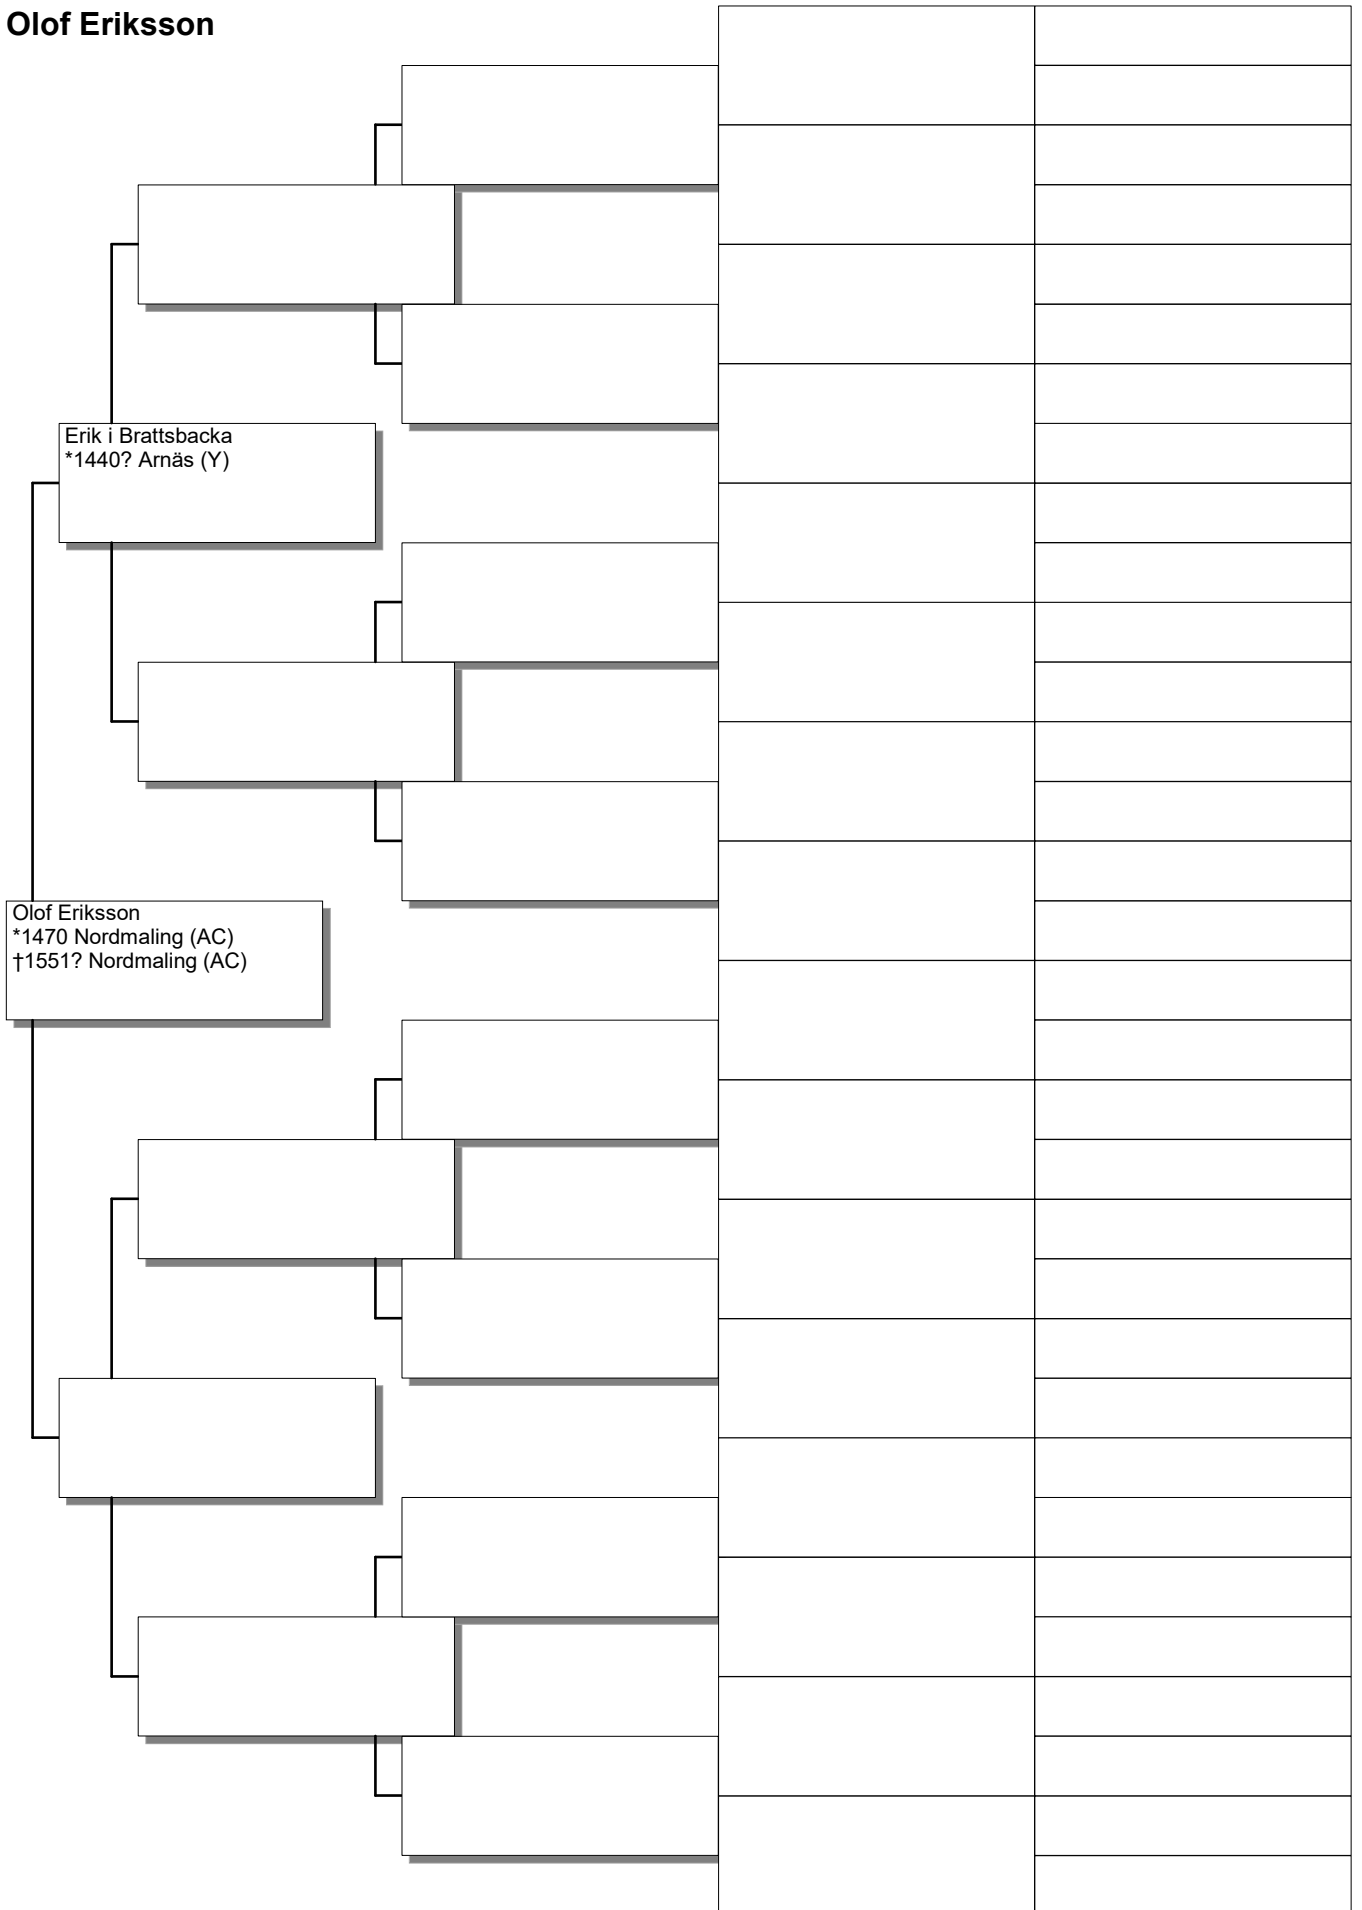 Olof Eriksson
Erik i Brattsbacka
*1440? Arnäs (Y)
Olof Eriksson
*1470 Nordmaling (AC)
†1551? Nordmaling (AC)